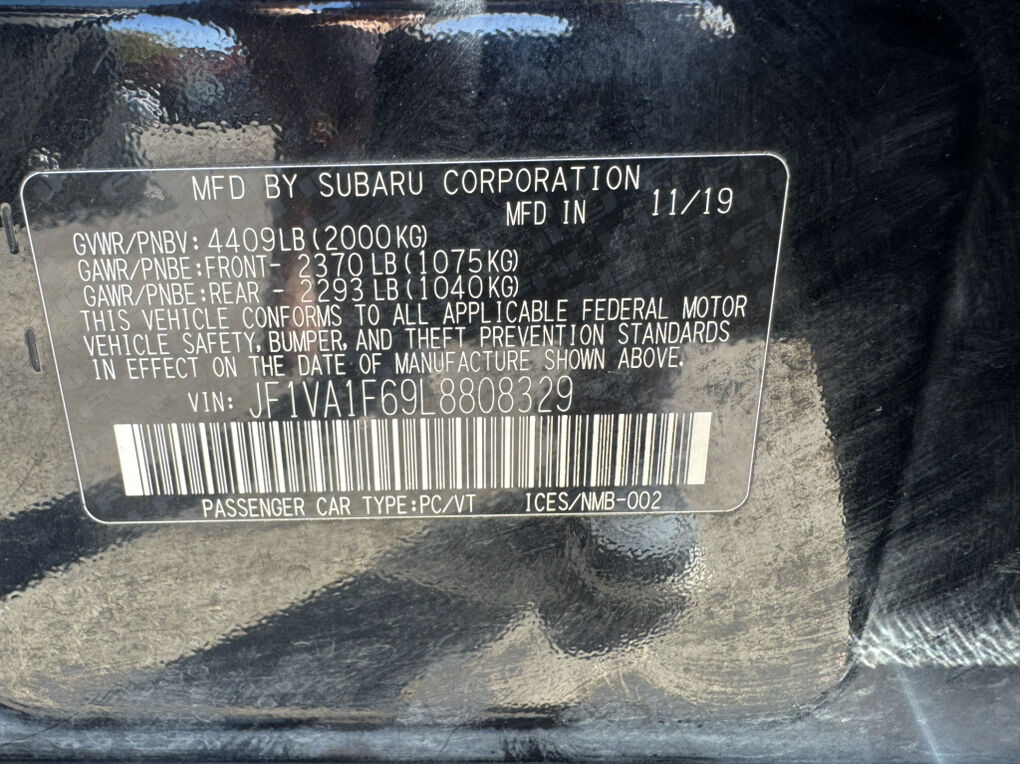 MFD BY SUBARU CORPORATION
MFD IN 11/19
GVWR/PNBV: 4409LB(2000KG)
GAWR/PNBE:FRONT- 2370 LB(1075KG)
GAWR/PNBE:REAR - 2293 LB(1040KG)
THIS VEHICLE CONFORMS TO ALL APPLICABLE FEDERAL MOTOR
VEHICLE SAFETY, BUMPER, AND THEFT PREVENTION STANDARDS
IN EFFECT ON THE DATE OF MANUFACTURE SHOWN ABOVE.
VIN: JF1VA1F69L8808329
PASSENGER CAR TYPE:PC/VT ICES/NMB-002